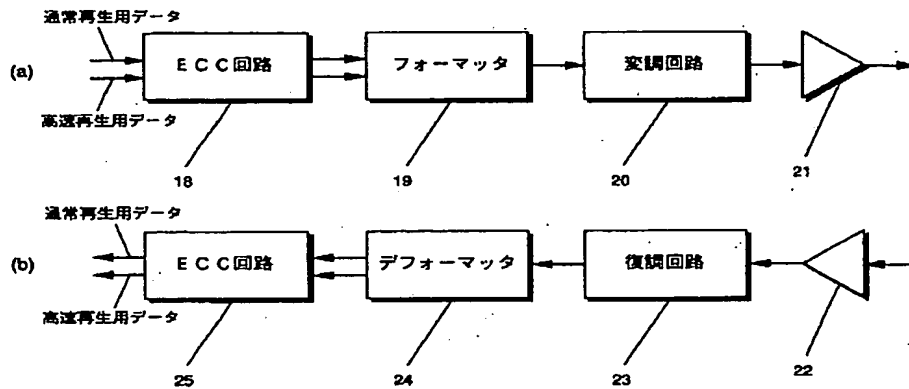 通常再生用データ
(a)
ECC回路
フォーマッタ
変調回路
高速再生用データ
18
19
20
21
通常再生用データ
(b)
ECC回路
デフォーマッタ
復調回路
高速再生用データ
25
24
23
22